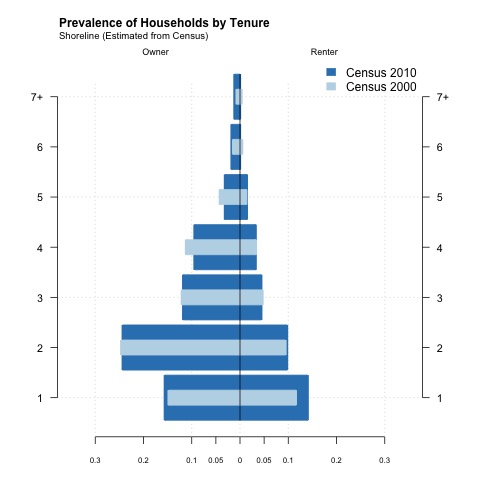 Prevalence of Households by Tenure
Shoreline (Estimated from Census)
Owner Renter
Census 2010
Census 2000
7+ 7+
6 6
5 5
4 4
3 3
2 2
1 1
0.3 0.2 0.1 0.05 0 0.05 0.1 0.2 0.3